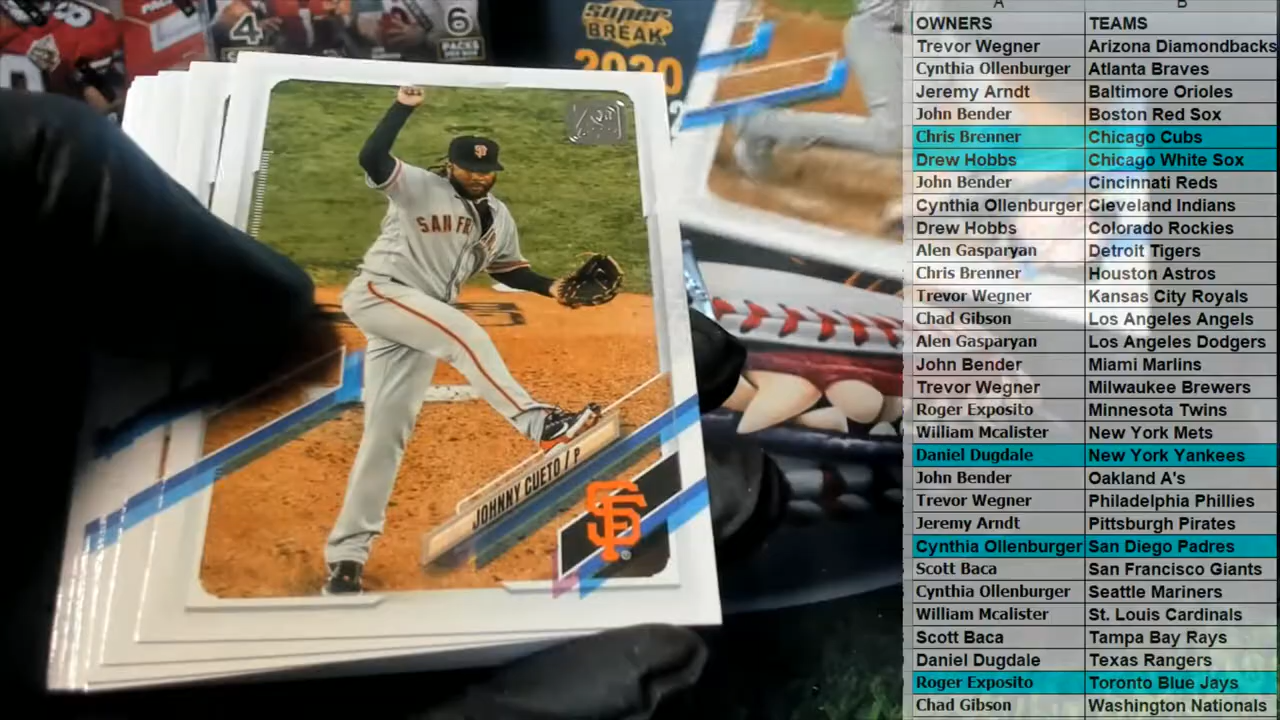 4
6
PACKS
super
BREAK
2020
70
SF
SAN FR
JOHNNY CUETO / P
SF
A B
OWNERS TEAMS
Trevor Wegner Arizona Diamondbacks
Cynthia Ollenburger Atlanta Braves
Jeremy Arndt Baltimore Orioles
John Bender Boston Red Sox
Chris Brenner Chicago Cubs
Drew Hobbs Chicago White Sox
John Bender Cincinnati Reds
Cynthia Ollenburger Cleveland Indians
Drew Hobbs Colorado Rockies
Alen Gasparyan Detroit Tigers
Chris Brenner Houston Astros
Trevor Wegner Kansas City Royals
Chad Gibson Los Angeles Angels
Alen Gasparyan Los Angeles Dodgers
John Bender Miami Marlins
Trevor Wegner Milwaukee Brewers
Roger Exposito Minnesota Twins
William Mcalister New York Mets
Daniel Dugdale New York Yankees
John Bender Oakland A's
Trevor Wegner Philadelphia Phillies
Jeremy Arndt Pittsburgh Pirates
Cynthia Ollenburger San Diego Padres
Scott Baca San Francisco Giants
Cynthia Ollenburger Seattle Mariners
William Mcalister St. Louis Cardinals
Scott Baca Tampa Bay Rays
Daniel Dugdale Texas Rangers
Roger Exposito Toronto Blue Jays
Chad Gibson Washington Nationals